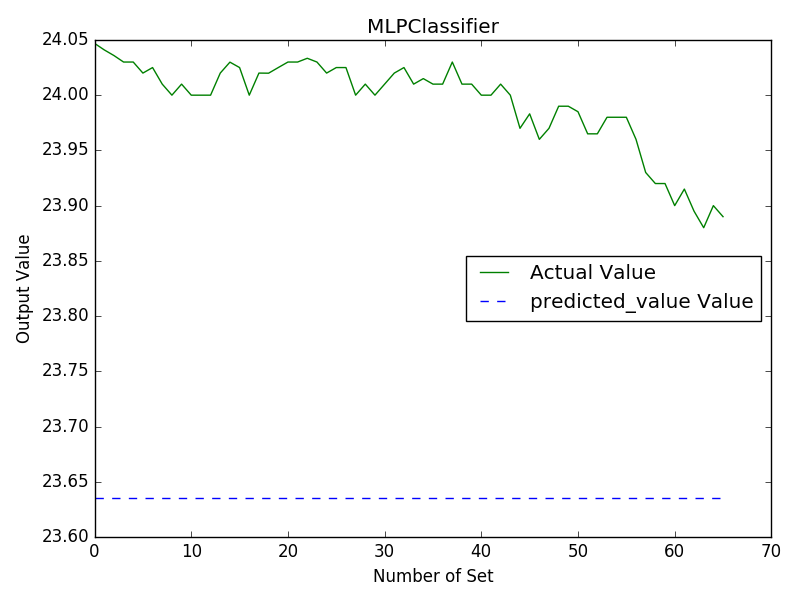 MLPClassifier
24.05
24.00
23.95
23.90
23.85
23.80
23.75
23.70
23.65
23.60
Output Value
Actual Value
predicted_value Value
0 10 20 30 40 50 60 70
Number of Set